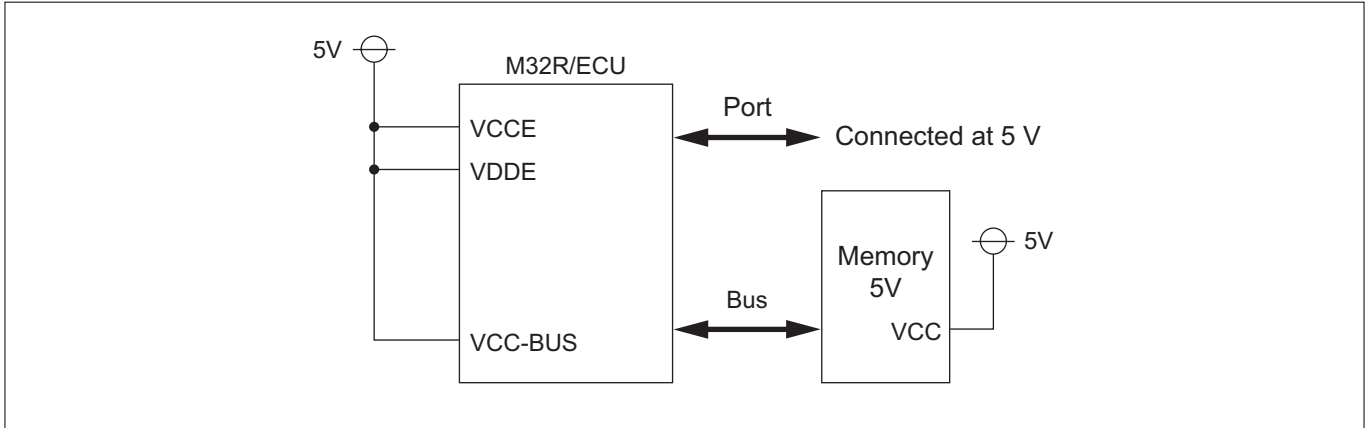 5V
M32R/ECU
VCCE
VDDE
VCC-BUS
Port
Connected at 5 V
Bus
Memory
5V
VCC
5V